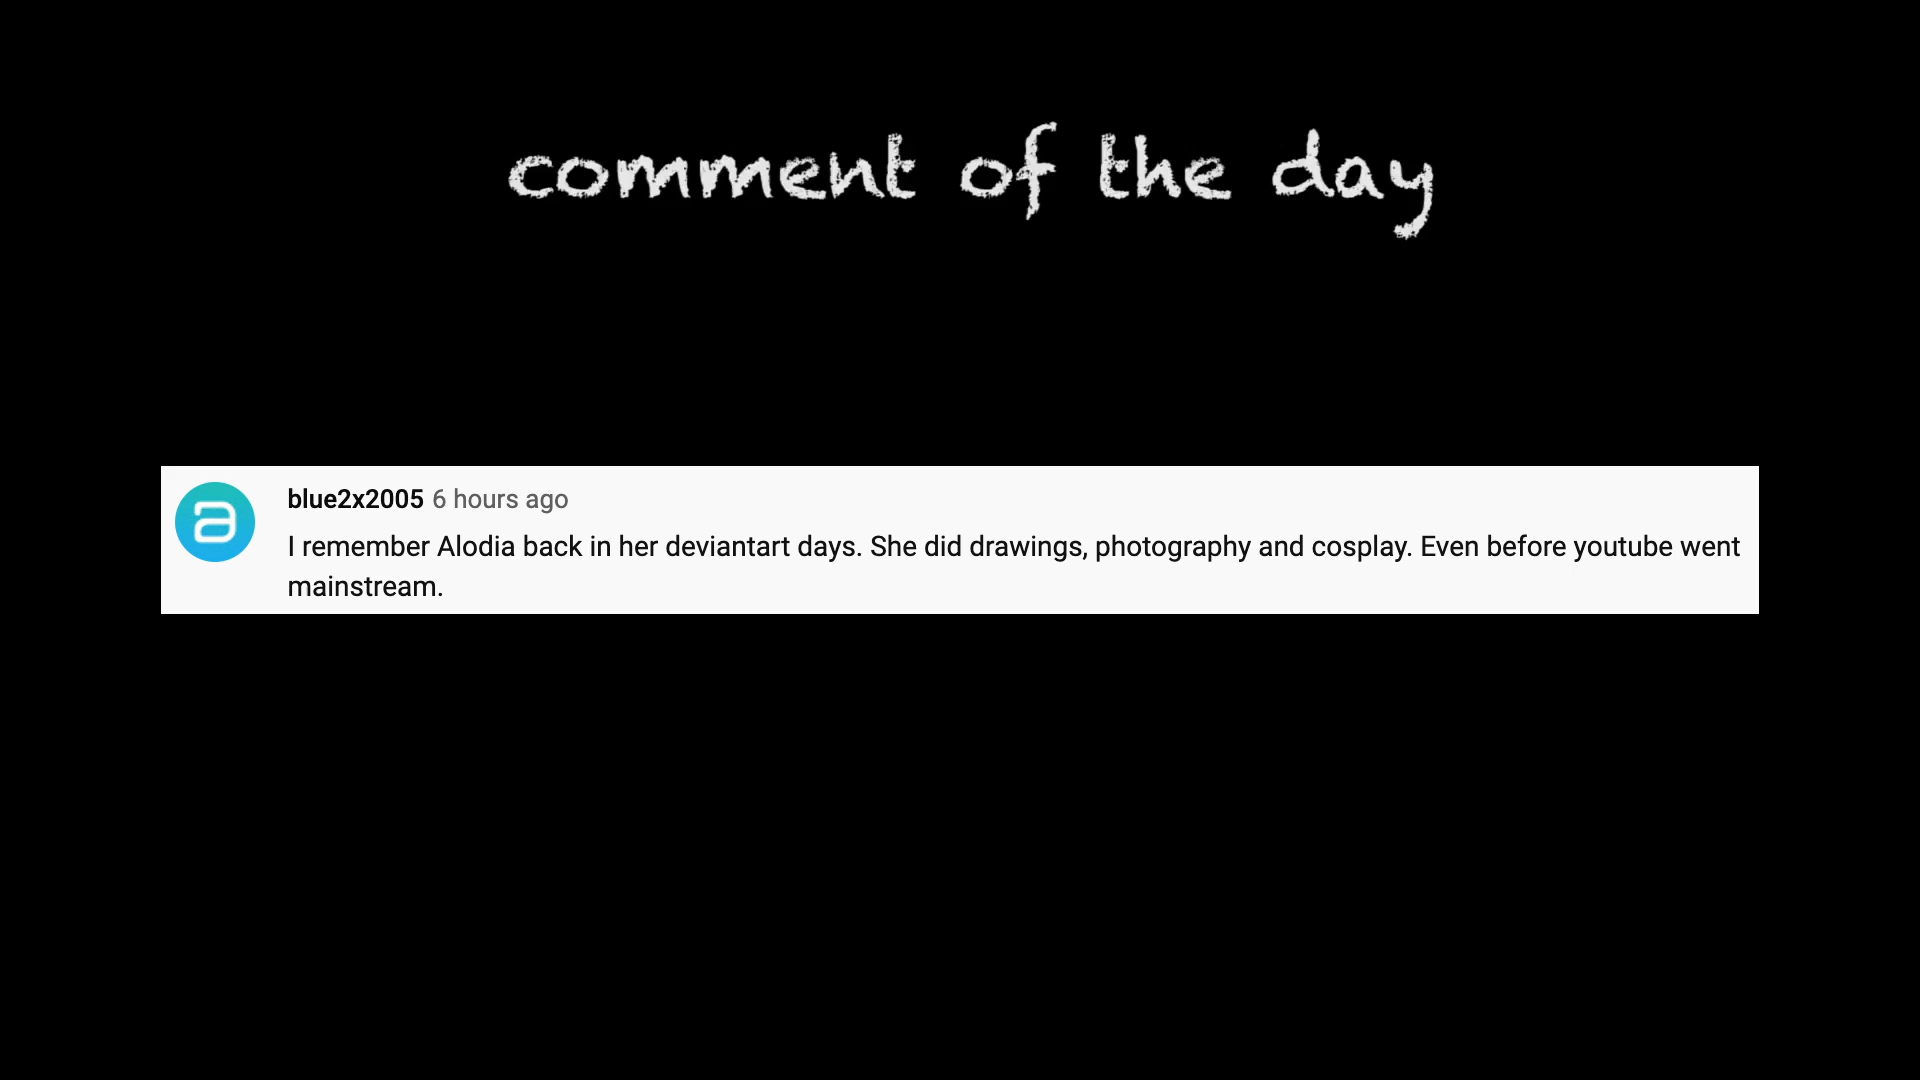 comment of the day
blue2x2005 6 hours ago
I remember Alodia back in her deviantart days. She did drawings, photography and cosplay. Even before youtube went
mainstream.